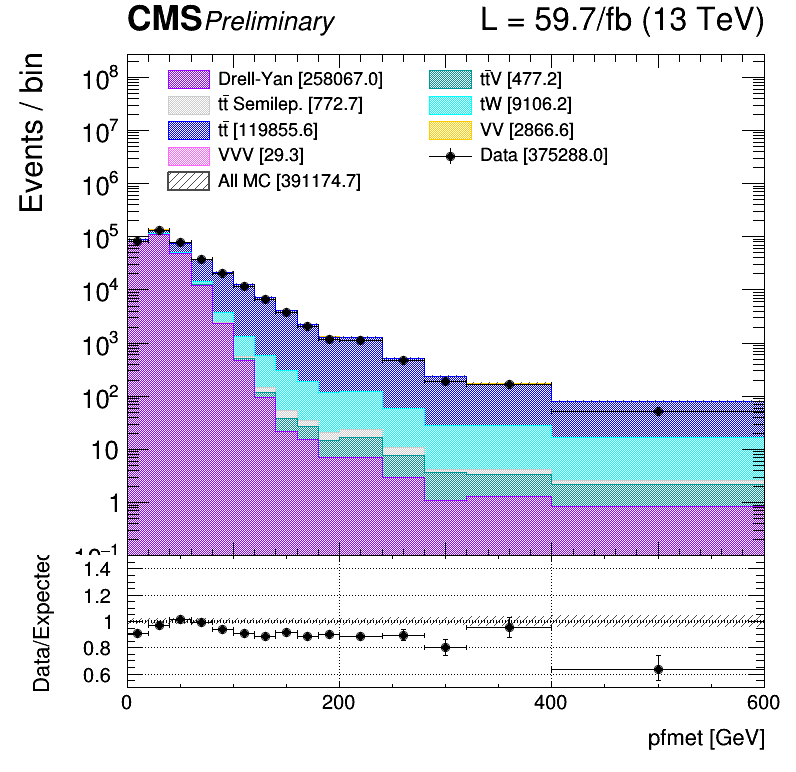 CMS Preliminary L = 59.7/fb (13 TeV)
Events / bin
Drell-Yan [258067.0] tt̄V [477.2]
tt̄ Semilep. [772.7] tW [9106.2]
tt̄ [119855.6] VV [2866.6]
VVV [29.3] Data [375288.0]
All MC [391174.7]
10⁸
10⁷
10⁶
10⁵
10⁴
10³
10²
10
1
10⁻¹
Data/Expected
1.4
1.2
1
0.8
0.6
0 200 400 600
pfmet [GeV]